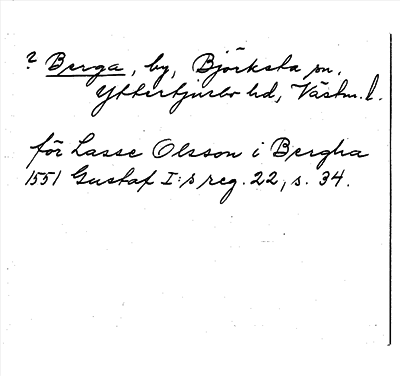 ? Berga, by, Björksta sn,
Yttertjurbo hd, Västm. l.
för Lasse Olsson i Bergha
1551 Gustaf I:s reg. 22, s. 34.